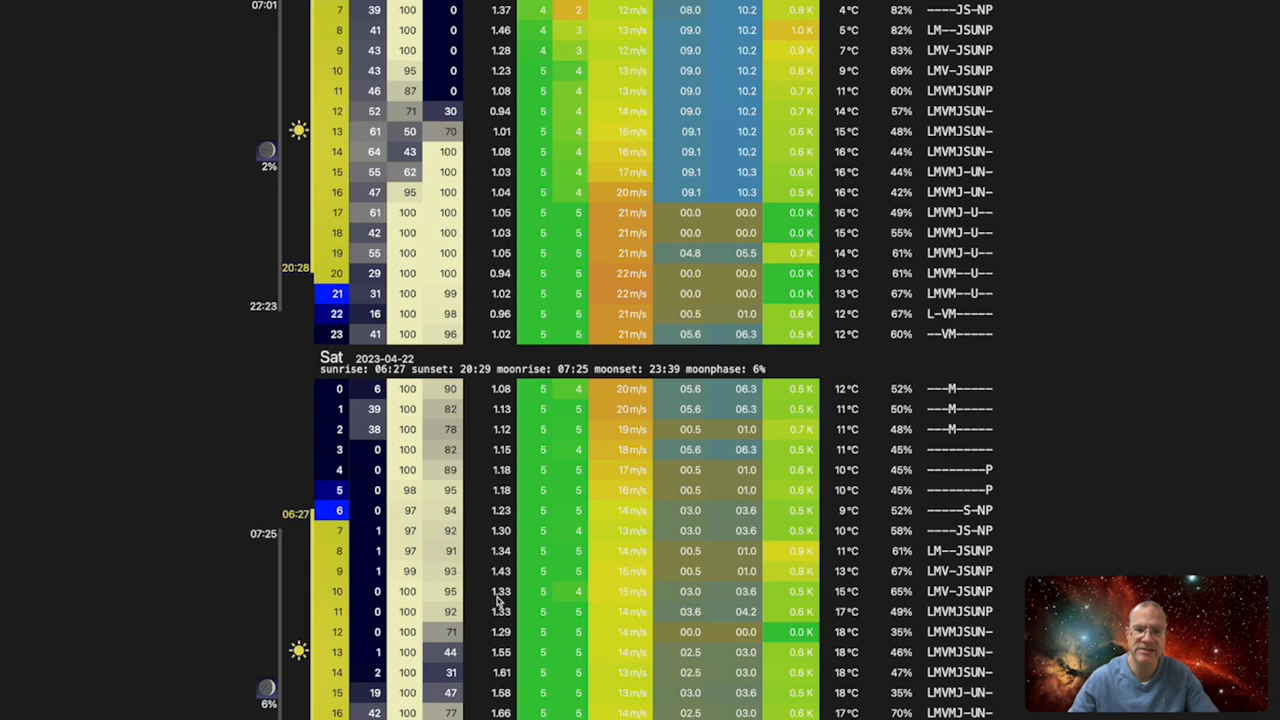 07:01
7 39 100 0 1.37 4 2 12m/s 08.0 10.2 0.8 K 4°C 82% ----JS-NP
8 41 100 0 1.46 4 3 13m/s 09.0 10.2 1.0 K 5°C 82% LM--JSUNP
9 43 100 0 1.28 4 3 12m/s 09.0 10.2 0.9 K 7°C 83% LMV-JSUNP
10 43 95 0 1.23 5 4 13m/s 09.0 10.2 0.8 K 9°C 69% LMV-JSUNP
11 46 87 0 1.08 5 4 13m/s 09.0 10.2 0.7 K 11°C 60% LMVMJSUNP
12 52 71 30 0.94 5 4 14m/s 09.0 10.2 0.7 K 14°C 57% LMVMJSUN-
13 61 50 70 1.01 5 4 15m/s 09.1 10.2 0.6 K 15°C 48% LMVMJSUN-
14 64 43 100 1.08 5 4 16m/s 09.1 10.2 0.6 K 16°C 44% LMVMJSUN-
2% 15 55 62 100 1.03 5 4 17m/s 09.1 10.3 0.6 K 16°C 44% LMVMJ-UN-
16 47 95 100 1.04 5 4 20m/s 09.1 10.3 0.5 K 16°C 42% LMVMJ-UN-
17 61 100 100 1.05 5 5 21m/s 00.0 00.0 0.0 K 16°C 49% LMVMJ-U--
18 42 100 100 1.03 5 5 21m/s 00.0 00.0 0.0 K 15°C 55% LMVMJ-U--
19 55 100 100 1.05 5 5 21m/s 04.8 05.5 0.7 K 14°C 61% LMVMJ-U--
20:28 20 29 100 100 0.94 5 5 22m/s 00.0 00.0 0.0 K 13°C 61% LMVM--U--
21 31 100 99 1.02 5 5 22m/s 00.0 00.0 0.0 K 13°C 67% LMVM--U--
22:23 22 16 100 98 0.96 5 5 21m/s 00.5 01.0 0.6 K 12°C 67% L-VM-----
23 41 100 96 1.02 5 5 21m/s 05.6 06.3 0.5 K 12°C 60% --VM-----
Sat 2023-04-22
sunrise: 06:27 sunset: 20:29 moonrise: 07:25 moonset: 23:39 moonphase: 6%
0 6 100 90 1.08 5 4 20m/s 05.6 06.3 0.5 K 12°C 52% ---M-----
1 39 100 82 1.13 5 5 20m/s 05.6 06.3 0.5 K 11°C 50% ---M-----
2 38 100 78 1.12 5 5 19m/s 00.5 01.0 0.7 K 11°C 48% ---M-----
3 0 100 82 1.15 5 4 18m/s 05.6 06.3 0.5 K 11°C 45% ---------
4 0 100 89 1.18 5 5 17m/s 00.5 01.0 0.6 K 10°C 45% --------P
5 0 98 95 1.18 5 5 16m/s 00.5 01.0 0.6 K 10°C 45% --------P
06:27 6 0 97 94 1.23 5 5 15m/s 03.0 03.6 0.5 K 9°C 52% -----S-NP
07:25 7 1 97 92 1.30 5 4 13m/s 03.0 03.6 0.5 K 10°C 58% ----JS-NP
8 1 97 91 1.34 5 5 14m/s 00.5 01.0 0.9 K 11°C 61% LM--JSUNP
9 1 99 93 1.43 5 5 15m/s 00.5 01.0 0.8 K 13°C 67% LMV-JSUNP
10 0 100 95 1.33 5 4 15m/s 03.0 03.6 0.6 K 15°C 65% LMV-JSUNP
11 0 100 92 1.33 5 5 14m/s 03.6 04.2 0.6 K 17°C 49% LMVMJSUNP
12 0 100 71 1.29 5 5 14m/s 00.0 00.0 0.0 K 18°C 35% LMVMJSUN-
13 1 100 44 1.55 5 5 14m/s 02.5 03.0 0.6 K 18°C 46% LMVMJSUN-
14 2 100 31 1.61 5 5 13m/s 02.5 03.0 0.6 K 18°C 47% LMVMJSUN-
15 19 100 47 1.58 5 5 13m/s 02.5 03.0 0.5 K 18°C 35% LMVMJ-UN-
6% 16 42 100 77 1.66 5 5 14m/s 02.5 03.0 0.6 K 17°C 70% LMVMJ-UN-